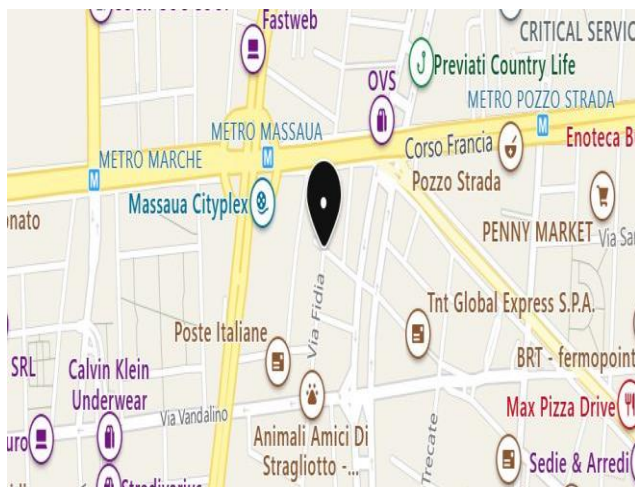 Fastweb
CRITICAL SERVIC
Previati Country Life
OVS
METRO POZZO STRADA
METRO MASSAUA
Corso Francia
Enoteca B
METRO MARCHE
M
M
M
Pozzo Strada
Massaua Cityplex
onato
PENNY MARKET
Via Sa
Via Fidia
Tnt Global Express S.P.A.
Poste Italiane
BRT - fermopoint
SRL
Calvin Klein
Underwear
Max Pizza Drive
Via Vandalino
Animali Amici Di
Stragliotto -...
Trecate
uro
Sedie & Arredi
Stradivarius